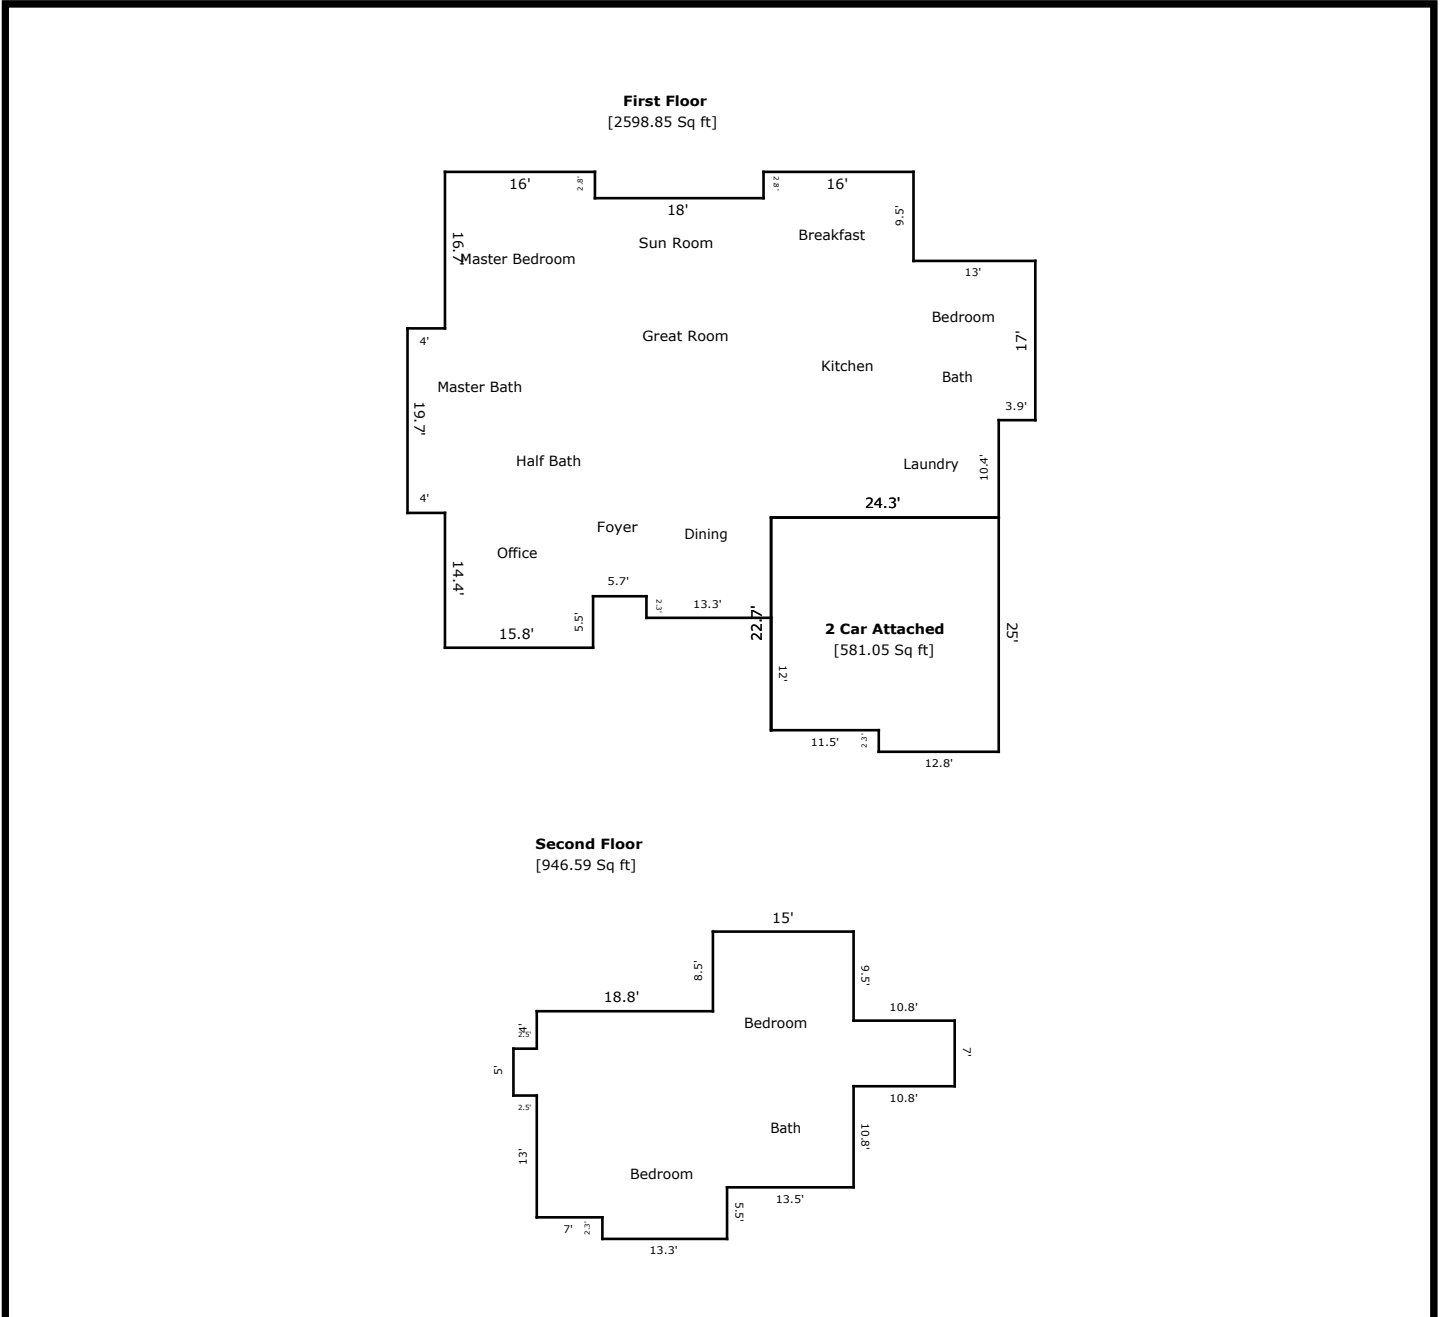 First Floor
[2598.85 Sq ft]
16'
2.8'
2.8'
16'
18'
9.5'
16.7'
Breakfast
Sun Room
Master Bedroom
13'
Bedroom
Great Room
17'
4'
Kitchen
Bath
Master Bath
3.9'
19.7'
Half Bath
Laundry
10.4'
4'
24.3'
Foyer
Dining
Office
14.4'
5.7'
2.3'
13.3'
5.5'
22.7'
15.8'
2 Car Attached
[581.05 Sq ft]
25'
12'
11.5'
2.3'
12.8'
Second Floor
[946.59 Sq ft]
15'
8.5'
9.5'
18.8'
10.8'
Bedroom
4'
2.5'
7'
5'
10.8'
2.5'
Bath
10.8'
13'
Bedroom
13.5'
5.5'
7'
2.3'
13.3'